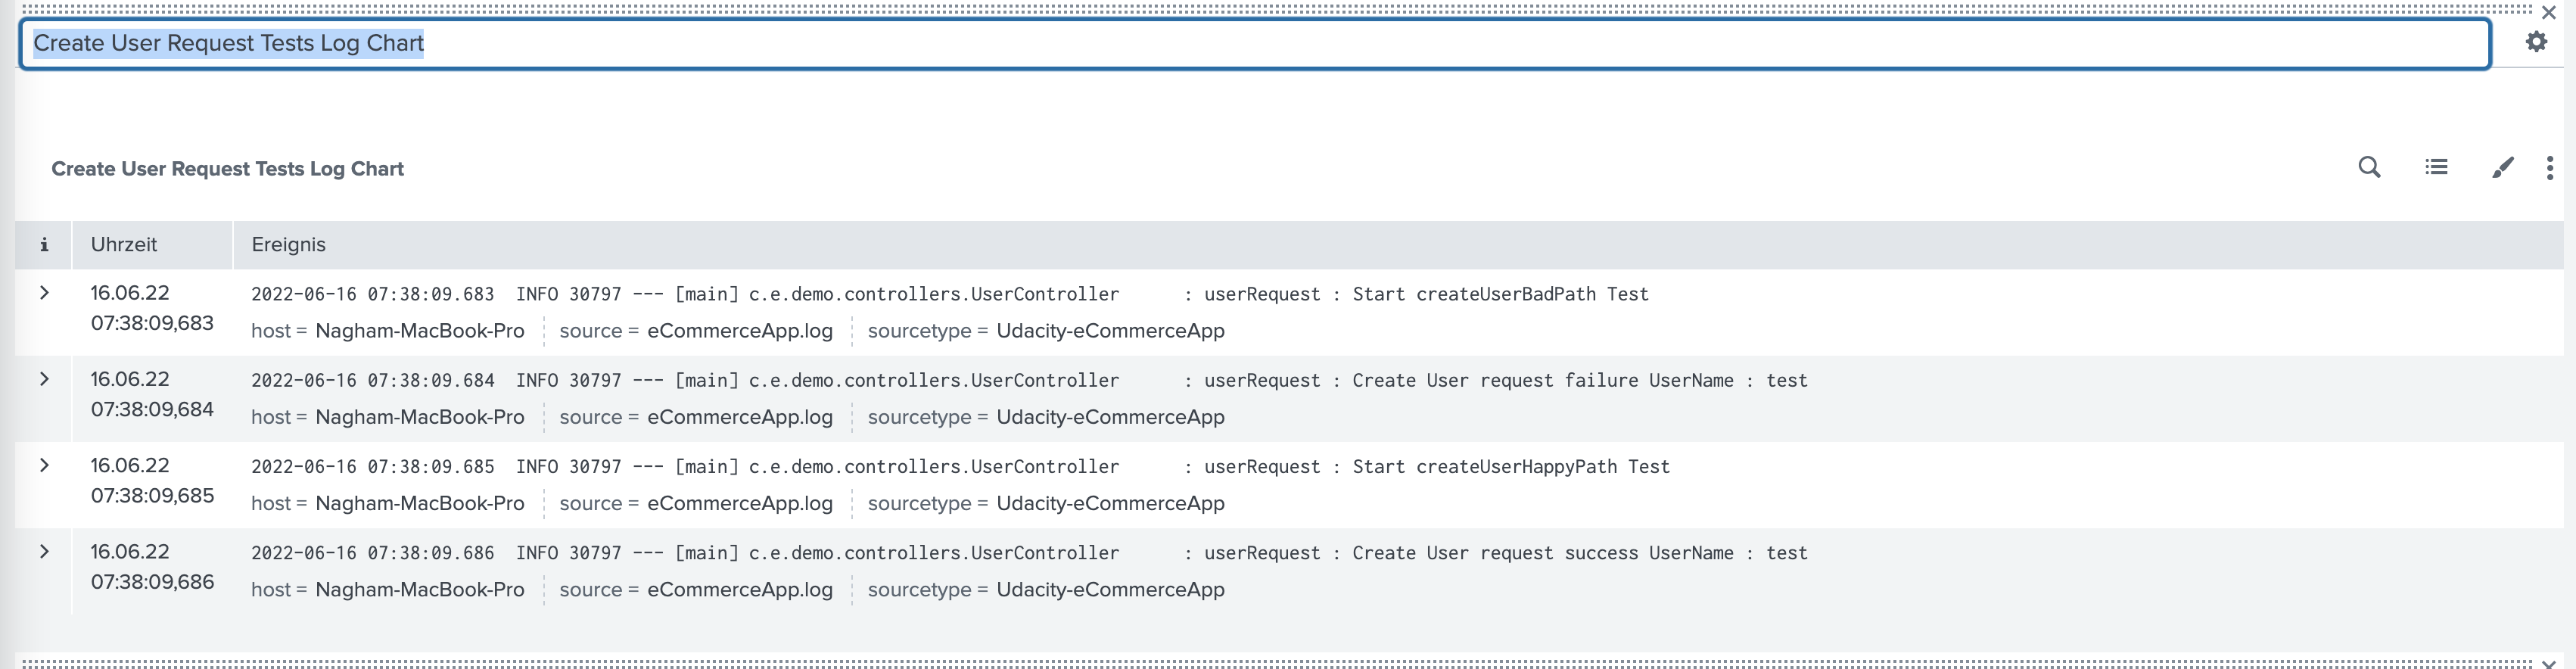 Create User Request Tests Log Chart
Create User Request Tests Log Chart
i Uhrzeit Ereignis
16.06.22 2022-06-16 07:38:09.683 INFO 30797 --- [main] c.e.demo.controllers.UserController : userRequest : Start createUserBadPath Test
07:38:09,683 host = Nagham-MacBook-Pro source = eCommerceApp.log sourcetype = Udacity-eCommerceApp
16.06.22 2022-06-16 07:38:09.684 INFO 30797 --- [main] c.e.demo.controllers.UserController : userRequest : Create User request failure UserName : test
07:38:09,684 host = Nagham-MacBook-Pro source = eCommerceApp.log sourcetype = Udacity-eCommerceApp
16.06.22 2022-06-16 07:38:09.685 INFO 30797 --- [main] c.e.demo.controllers.UserController : userRequest : Start createUserHappyPath Test
07:38:09,685 host = Nagham-MacBook-Pro source = eCommerceApp.log sourcetype = Udacity-eCommerceApp
16.06.22 2022-06-16 07:38:09.686 INFO 30797 --- [main] c.e.demo.controllers.UserController : userRequest : Create User request success UserName : test
07:38:09,686 host = Nagham-MacBook-Pro source = eCommerceApp.log sourcetype = Udacity-eCommerceApp